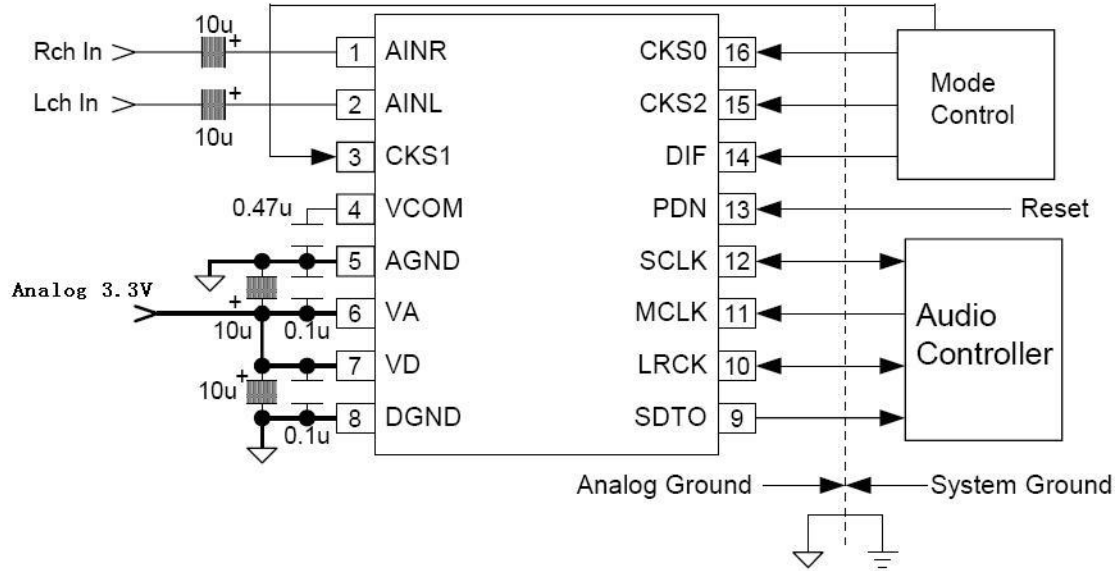 10u
+
Rch In
1
AINR
CKS0
16
Mode
Control
Lch In
+
2
AINL
CKS2
15
10u
3
CKS1
DIF
14
0.47u
4
VCOM
PDN
13
Reset
5
AGND
SCLK
12
Analog 3.3V
+
10u
0.1u
6
VA
MCLK
11
Audio
Controller
+
10u
7
VD
LRCK
10
0.1u
8
DGND
SDTO
9
Analog Ground
System Ground